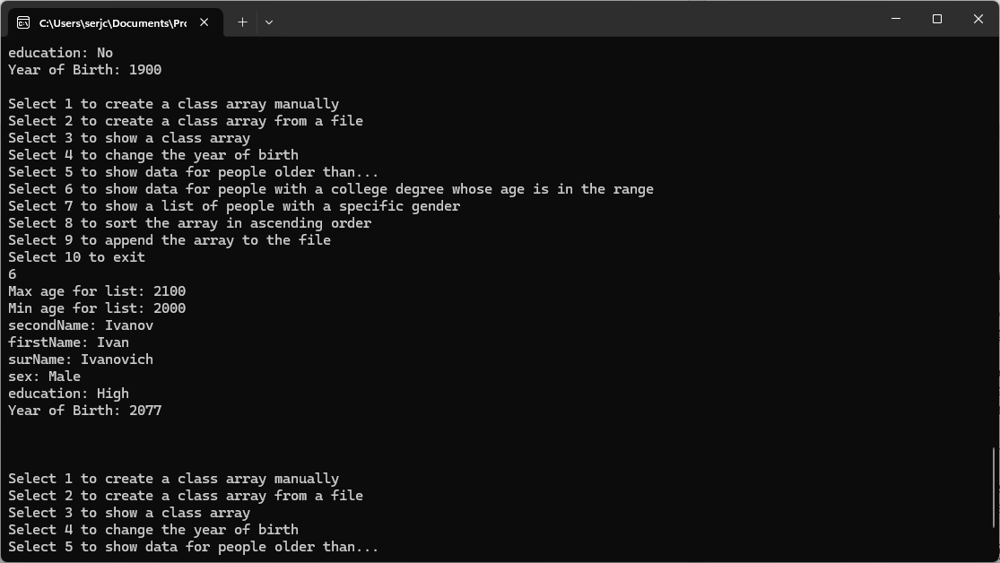 C:\Users\serjc\Documents\Prc
education: No
Year of Birth: 1900
Select 1 to create a class array manually
Select 2 to create a class array from a file
Select 3 to show a class array
Select 4 to change the year of birth
Select 5 to show data for people older than...
Select 6 to show data for people with a college degree whose age is in the range
Select 7 to show a list of people with a specific gender
Select 8 to sort the array in ascending order
Select 9 to append the array to the file
Select 10 to exit
6
Max age for list: 2100
Min age for list: 2000
secondName: Ivanov
firstName: Ivan
surName: Ivanovich
sex: Male
education: High
Year of Birth: 2077
Select 1 to create a class array manually
Select 2 to create a class array from a file
Select 3 to show a class array
Select 4 to change the year of birth
Select 5 to show data for people older than...